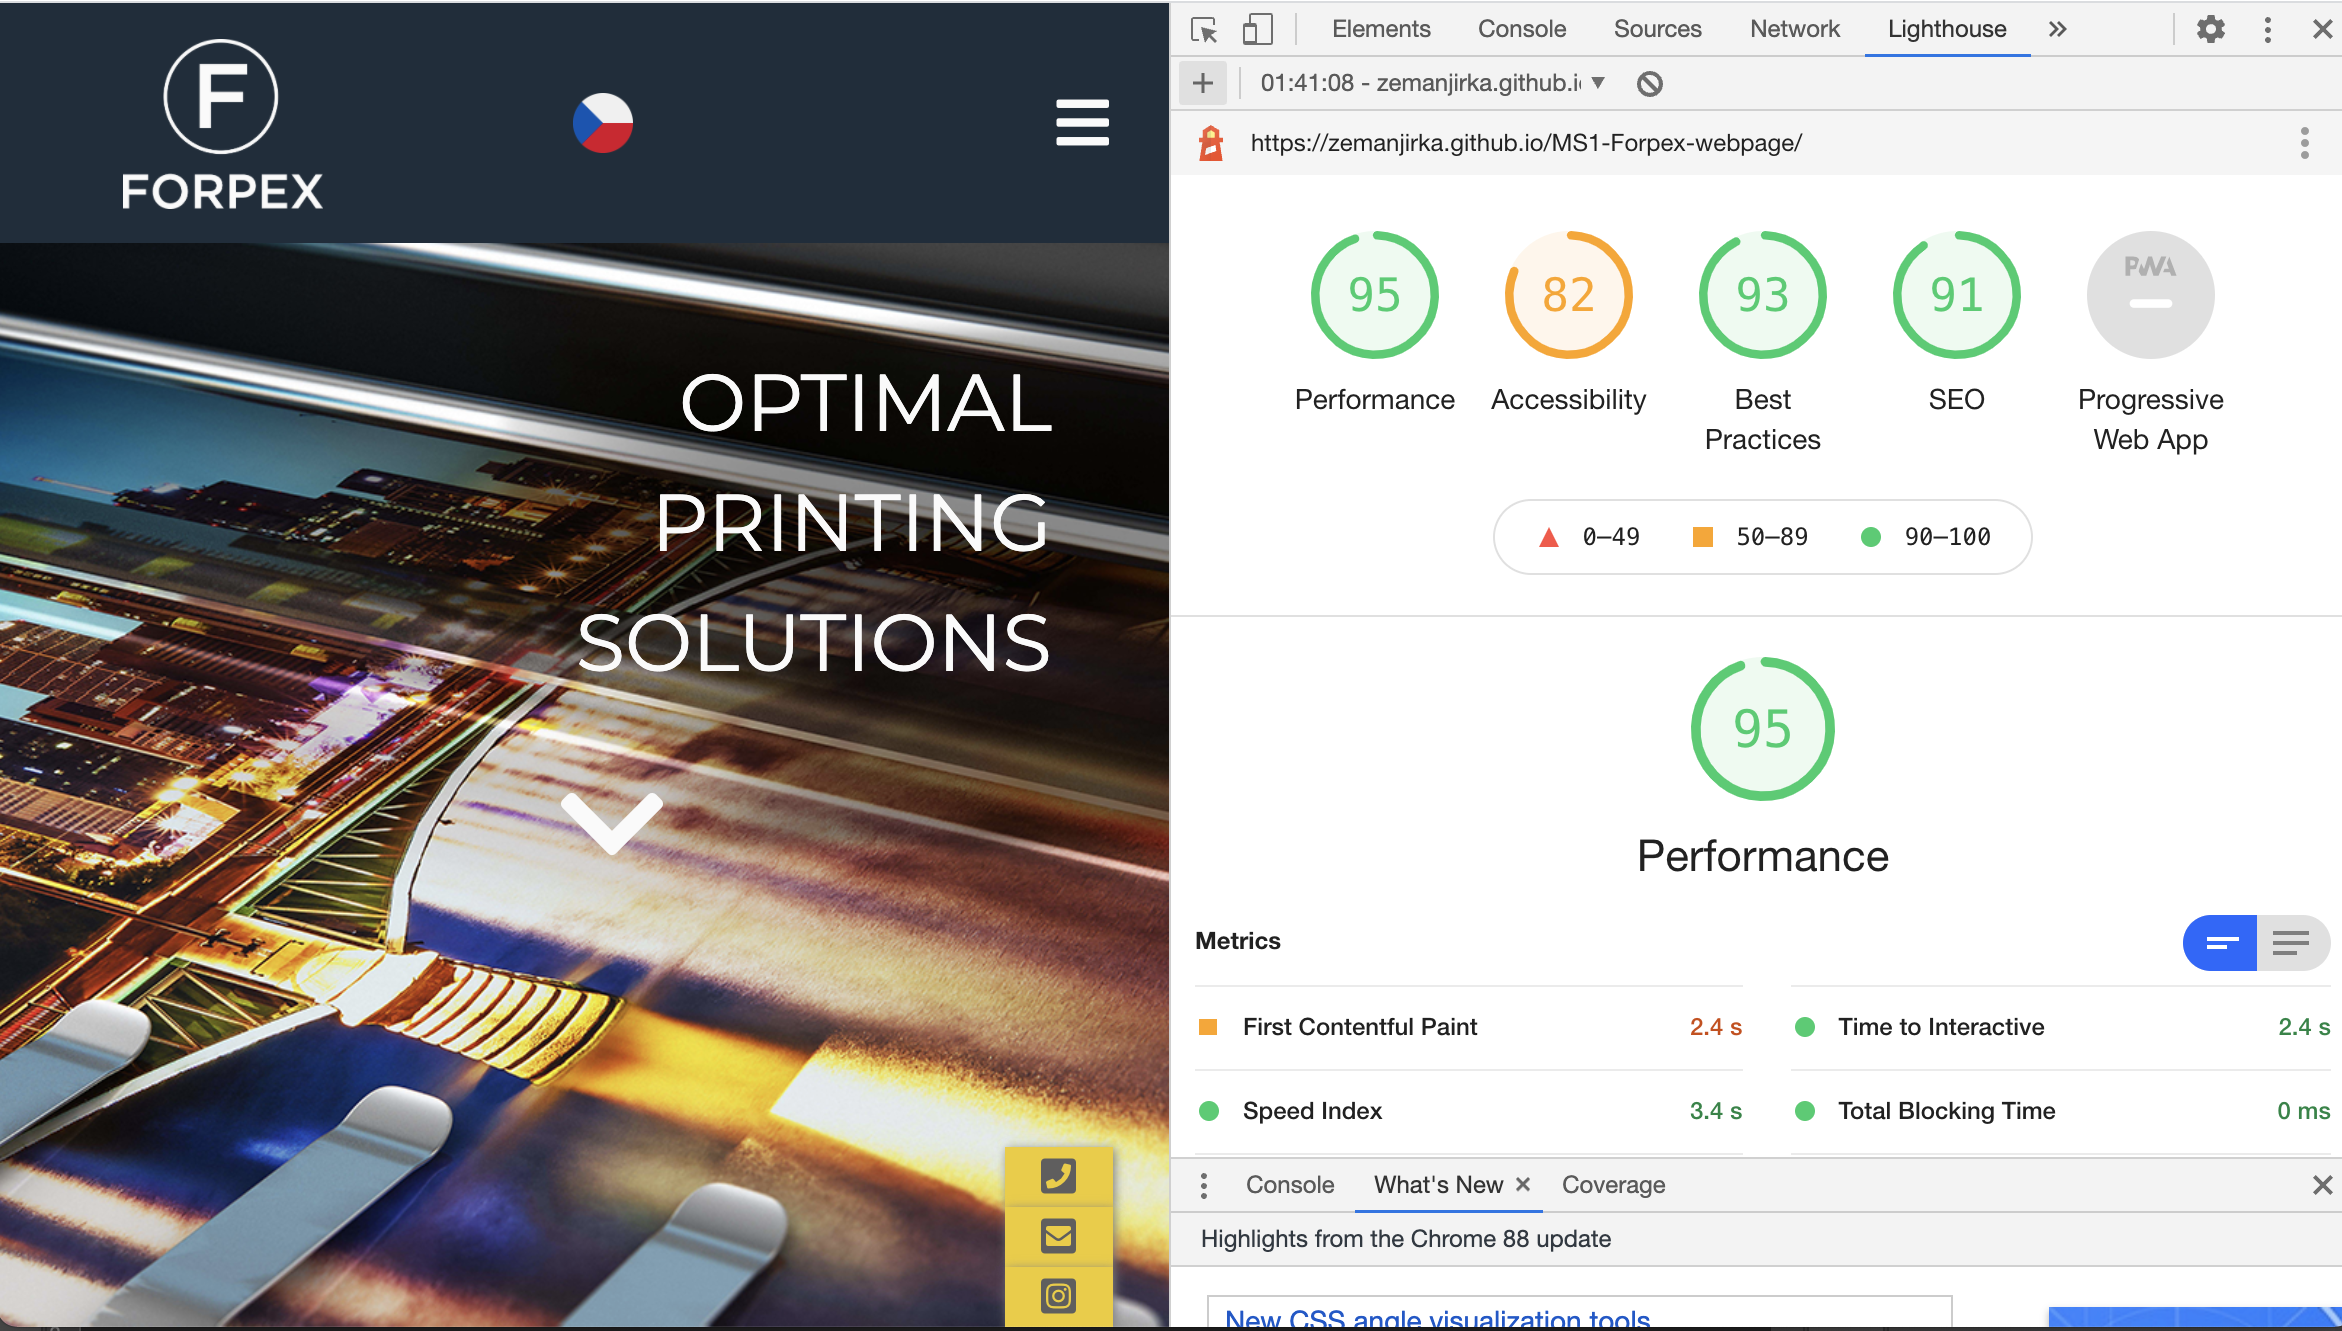 F
FORPEX
OPTIMAL
PRINTING
SOLUTIONS
Elements Console Sources Network Lighthouse
01:41:08 - zemanjirka.github.i
https://zemanjirka.github.io/MS1-Forpex-webpage/
95 82 93 91 PWA
Performance Accessibility Best Practices SEO Progressive Web App
0–49 50–89 90–100
95
Performance
Metrics
First Contentful Paint 2.4 s
Time to Interactive 2.4 s
Speed Index 3.4 s
Total Blocking Time 0 ms
Console What's New Coverage
Highlights from the Chrome 88 update
New CSS angle visualization tools